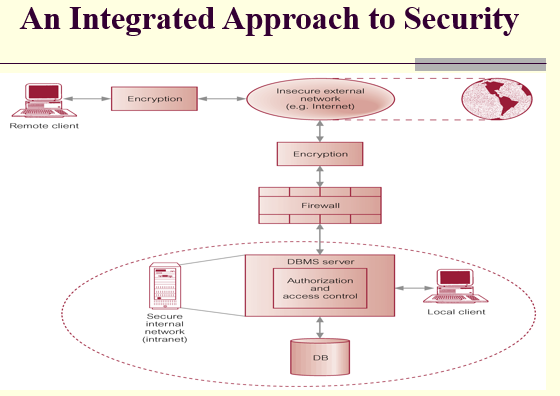 An Integrated Approach to Security
Insecure external
network
(e.g. Internet)
Encryption
Remote client
Encryption
Firewall
DBMS server
Authorization
and
access control
Local client
Secure
internal
network
(intranet)
DB